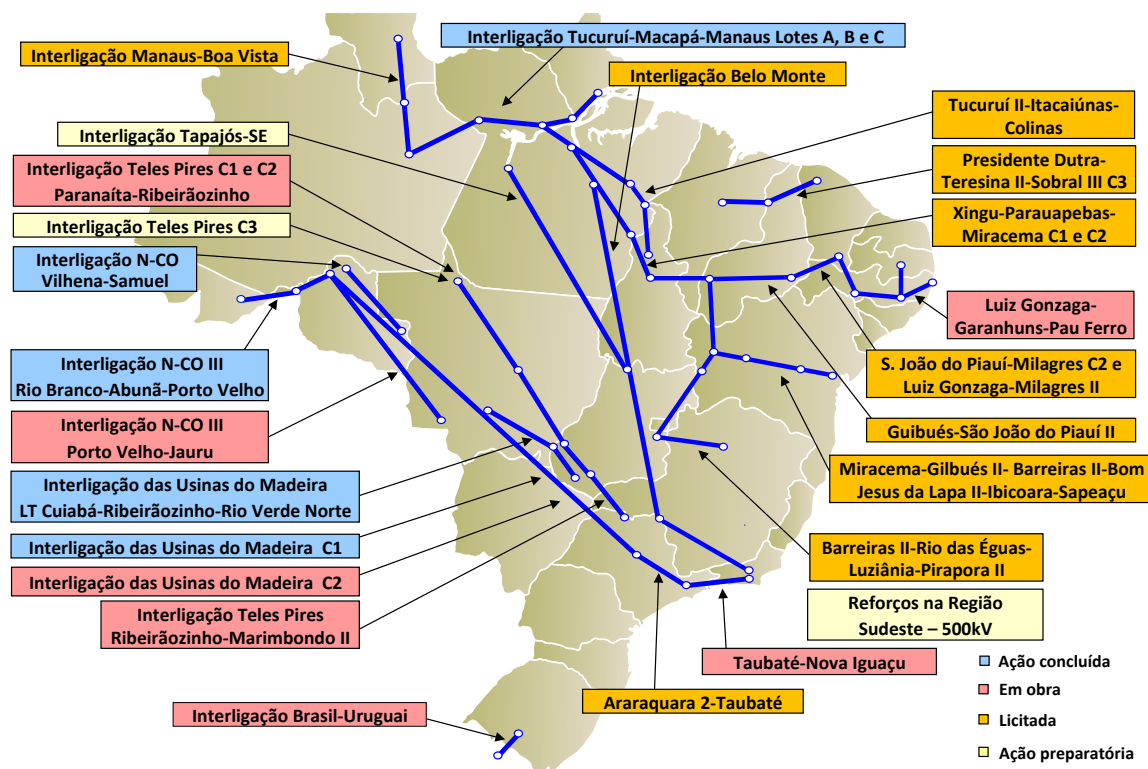 Interligação Tucuruí-Macapá-Manaus Lotes A, B e C
Interligação Manaus-Boa Vista
Interligação Belo Monte
Tucuruí II-Itacaiúnas-
Colinas
Interligação Tapajós-SE
Presidente Dutra-
Teresina II-Sobral III C3
Interligação Teles Pires C1 e C2
Paranaíta-Ribeirãozinho
Xingu-Parauapebas-
Miracema C1 e C2
Interligação Teles Pires C3
Interligação N-CO
Vilhena-Samuel
Luiz Gonzaga-
Garanhuns-Pau Ferro
Interligação N-CO III
Rio Branco-Abunã-Porto Velho
S. João do Piauí-Milagres C2 e
Luiz Gonzaga-Milagres II
Interligação N-CO III
Porto Velho-Jauru
Guibués-São João do Piauí II
Miracema-Gilbués II- Barreiras II-Bom
Jesus da Lapa II-Ibicoara-Sapeaçu
Interligação das Usinas do Madeira
LT Cuiabá-Ribeirãozinho-Rio Verde Norte
Interligação das Usinas do Madeira C1
Barreiras II-Rio das Éguas-
Luziânia-Pirapora II
Interligação das Usinas do Madeira C2
Interligação Teles Pires
Ribeirãozinho-Marimbondo II
Reforços na Região
Sudeste – 500kV
Taubaté-Nova Iguaçu
Araraquara 2-Taubaté
Interligação Brasil-Uruguai
Ação concluída
Em obra
Licitada
Ação preparatória